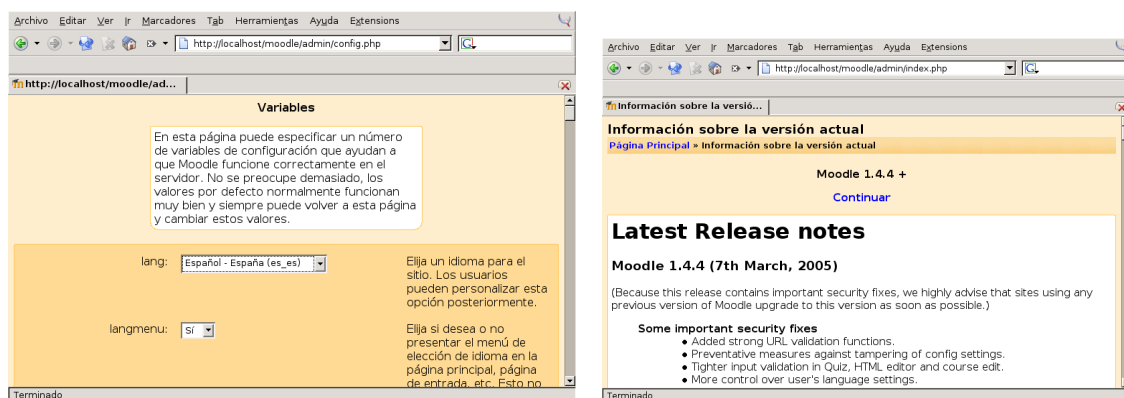 Archivo Editar Ver Ir Marcadores Tab Herramientas Ayuda Extensions
http://localhost/moodle/admin/config.php
http://localhost/moodle/ad...
Variables
En esta página puede especificar un número
de variables de configuración que ayudan a
que Moodle funcione correctamente en el
servidor. No se preocupe demasiado, los
valores por defecto normalmente funcionan
muy bien y siempre puede volver a esta página
y cambiar estos valores.
lang:
Español - España (es_es)
Elija un idioma para el
sitio. Los usuarios
pueden personalizar esta
opción posteriormente.
langmenu:
Sí
Elija si desea o no
presentar el menú de
elección de idioma en la
página principal, página
de entrada, etc. Esto no
Terminado
Archivo Editar Ver Ir Marcadores Tab Herramientas Ayuda Extensions
http://localhost/moodle/admin/index.php
Información sobre la versió...
Información sobre la versión actual
Página Principal » Información sobre la versión actual
Moodle 1.4.4 +
Continuar
Latest Release notes
Moodle 1.4.4 (7th March, 2005)
(Because this release contains important security fixes, we highly advise that sites using any
previous version of Moodle upgrade to this version as soon as possible.)
Some important security fixes
• Added strong URL validation functions.
• Preventative measures against tampering of config settings.
• Tighter input validation in Quiz, HTML editor and course edit.
• More control over user's language settings.
Terminado